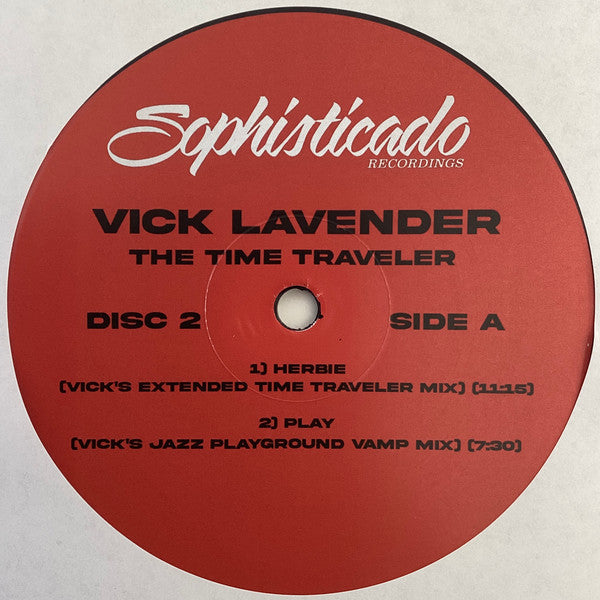 Sophisticado
RECORDINGS
VICK LAVENDER
THE TIME TRAVELER
DISC 2 SIDE A
1) HERBIE
(VICK'S EXTENDED TIME TRAVELER MIX) (11:15)
2) PLAY
(VICK'S JAZZ PLAYGROUND VAMP MIX) (7:30)